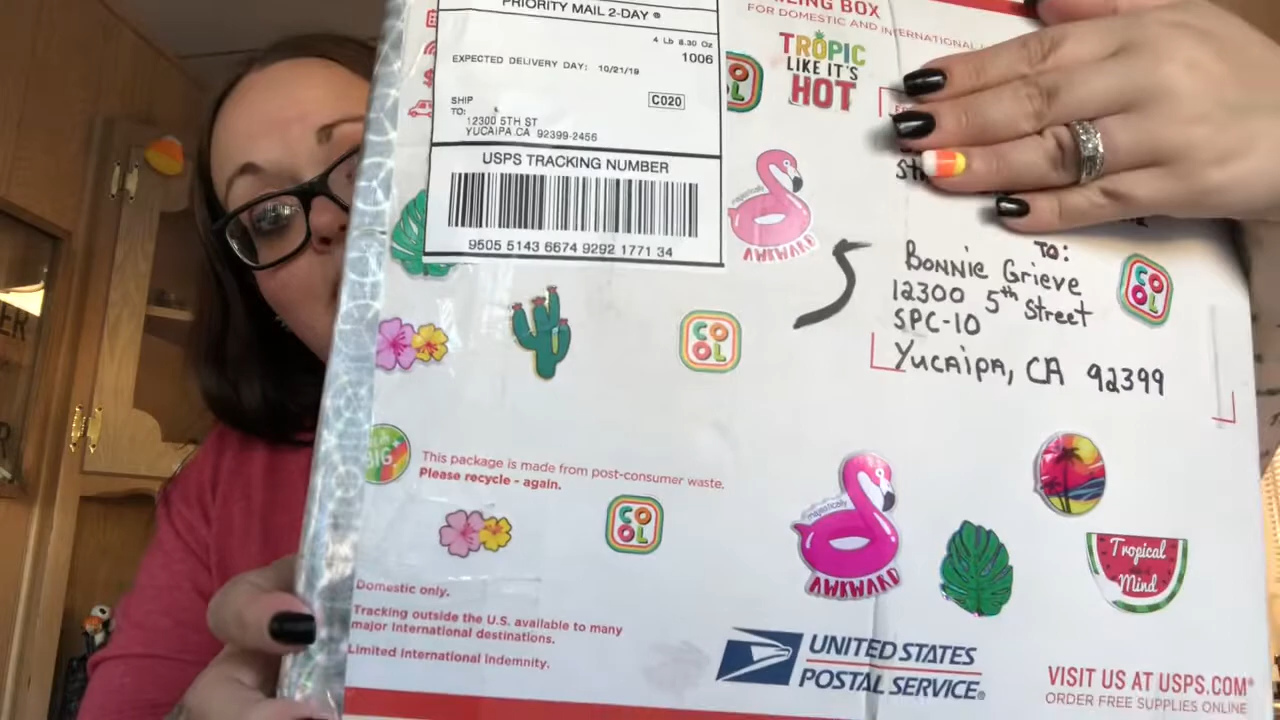 PRIORITY MAIL 2-DAY ®
4 Lb 8.30 Oz
1006
EXPECTED DELIVERY DAY: 10/21/19
C020
SHIP
TO:
12300 5TH ST
YUCAIPA CA 92399-2456
USPS TRACKING NUMBER
9505 5143 6674 9292 1771 34
BOX
FOR DOMESTIC AND INTERNATIONAL
TROPIC
LIKE IT'S
HOT
CO
OL
majestically
AWKWARD
TO:
Bonnie Grieve
12300 5th Street
SPC-10
Yucaipa, CA 92399
CO
OL
CO
OL
BIG
This package is made from post-consumer waste.
Please recycle - again.
CO
OL
majestically
AWKWARD
Tropical
Mind
Domestic only.
Tracking outside the U.S. available to many
major International destinations.
Limited International Indemnity.
UNITED STATES
POSTAL SERVICE®
VISIT US AT USPS.COM®
ORDER FREE SUPPLIES ONLINE